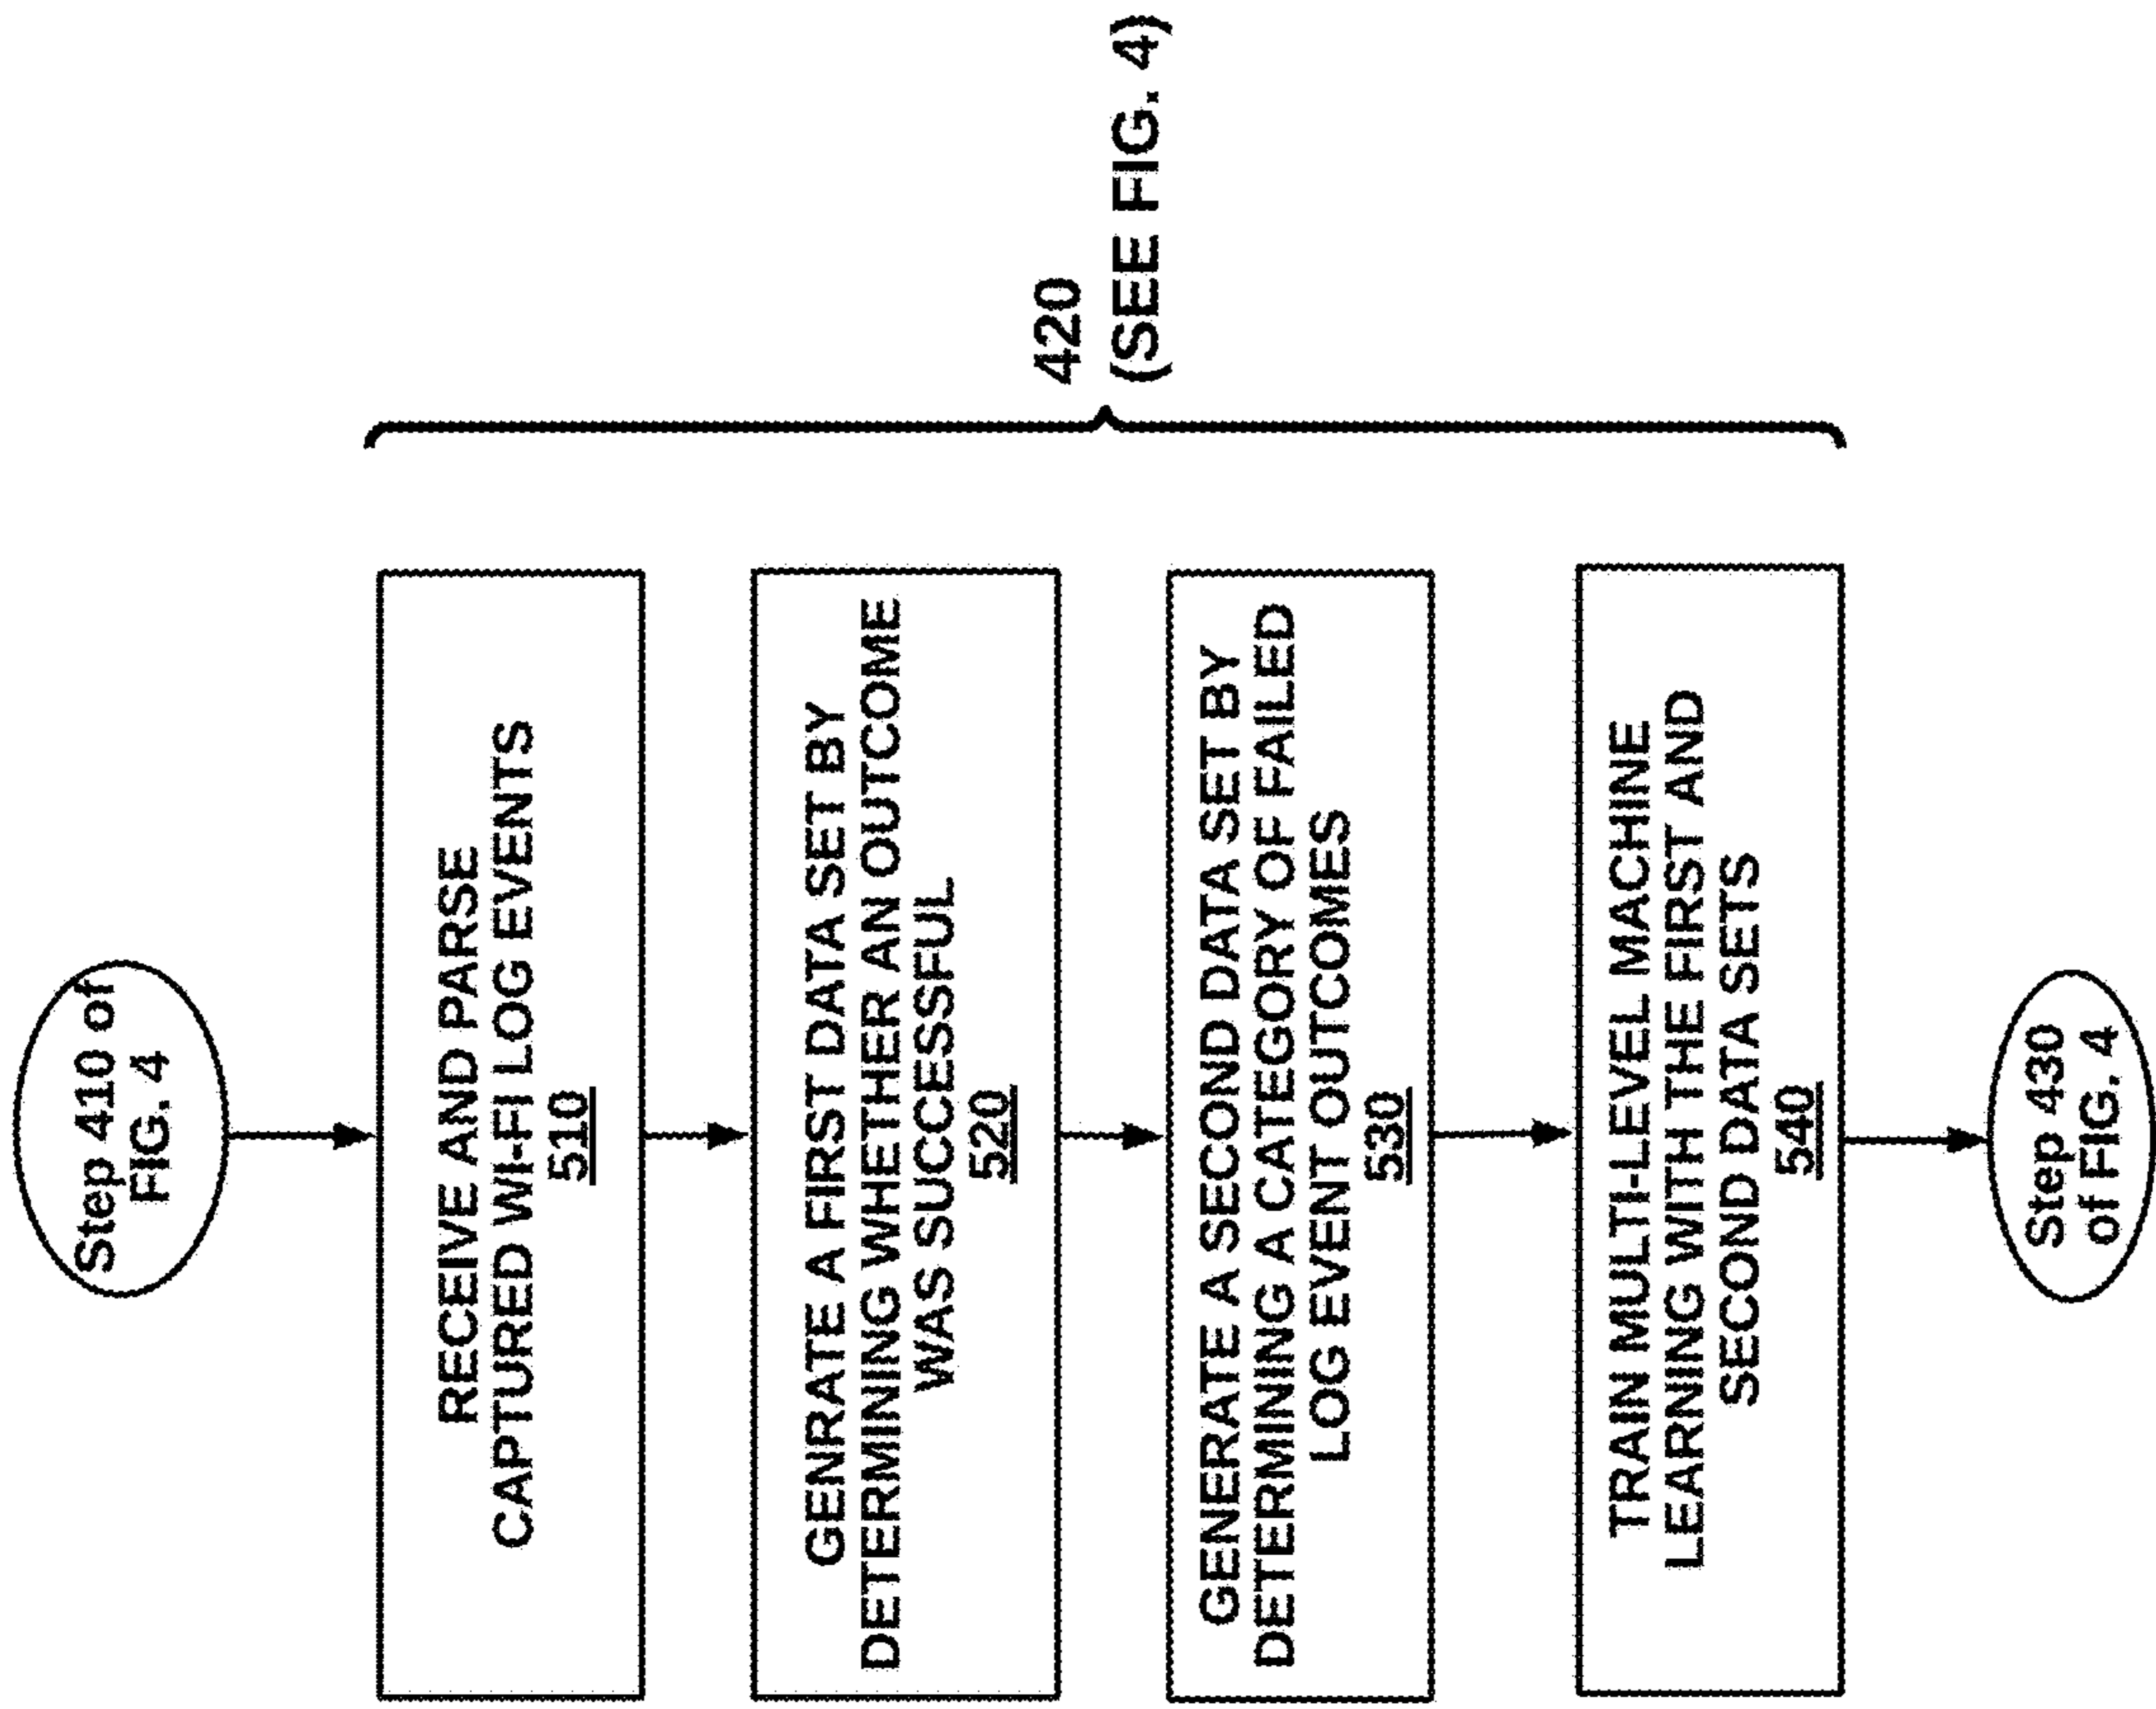 Step 410 of
FIG. 4
RECEIVE AND PARSE
CAPTURED WI-FI LOG EVENTS
510
GENRATE A FIRST DATA SET BY
DETERMINING WHETHER AN OUTCOME
WAS SUCCESSFUL
520
GENERATE A SECOND DATA SET BY
DETERMINING A CATEGORY OF FAILED
LOG EVENT OUTCOMES
530
TRAIN MULTI-LEVEL MACHINE
LEARNING WITH THE FIRST AND
SECOND DATA SETS
540
Step 430
of FIG. 4
420
(SEE FIG. 4)